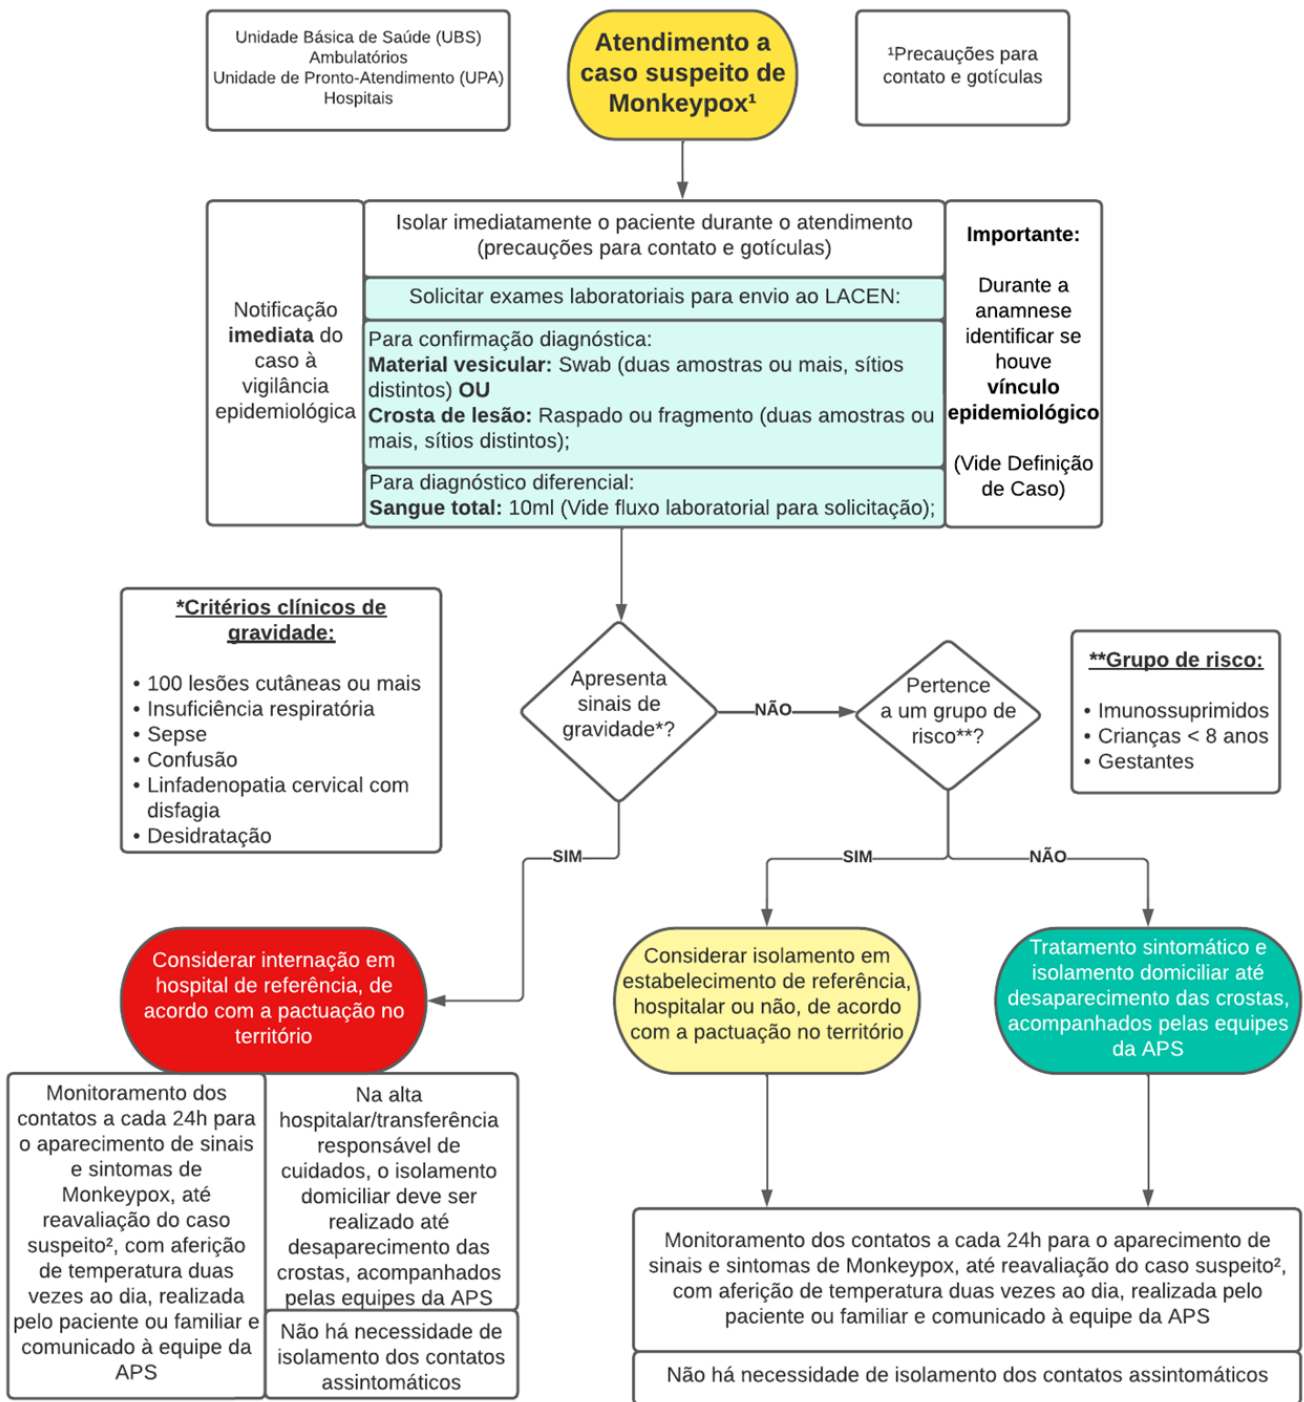 Unidade Básica de Saúde (UBS)
Ambulatórios
Unidade de Pronto-Atendimento (UPA)
Hospitais
Atendimento a
caso suspeito de
Monkeypox¹
¹Precauções para
contato e gotículas
Notificação
imediata do
caso à
vigilância
epidemiológica
Isolar imediatamente o paciente durante o atendimento
(precauções para contato e gotículas)
Solicitar exames laboratoriais para envio ao LACEN:
Para confirmação diagnóstica:
Material vesicular: Swab (duas amostras ou mais, sítios
distintos) OU
Crosta de lesão: Raspado ou fragmento (duas amostras ou
mais, sítios distintos);
Para diagnóstico diferencial:
Sangue total: 10ml (Vide fluxo laboratorial para solicitação);
Importante:
Durante a
anamnese
identificar se
houve
vínculo
epidemiológico
(Vide Definição
de Caso)
*Critérios clínicos de
gravidade:
• 100 lesões cutâneas ou mais
• Insuficiência respiratória
• Sepse
• Confusão
• Linfadenopatia cervical com
disfagia
• Desidratação
Apresenta
sinais de
gravidade*?
NÃO
Pertence
a um grupo de
risco**?
**Grupo de risco:
• Imunossuprimidos
• Crianças < 8 anos
• Gestantes
SIM
SIM
NÃO
Considerar internação em
hospital de referência, de
acordo com a pactuação no
território
Considerar isolamento em
estabelecimento de referência,
hospitalar ou não, de acordo
com a pactuação no território
Tratamento sintomático e
isolamento domiciliar até
desaparecimento das crostas,
acompanhados pelas equipes
da APS
Monitoramento dos
contatos a cada 24h para
o aparecimento de sinais
e sintomas de
Monkeypox, até
reavaliação do caso
suspeito², com aferição
de temperatura duas
vezes ao dia, realizada
pelo paciente ou familiar e
comunicado à equipe da
APS
Na alta
hospitalar/transferência
responsável de
cuidados, o isolamento
domiciliar deve ser
realizado até
desaparecimento das
crostas, acompanhados
pelas equipes da APS
Não há necessidade de
isolamento dos contatos
assintomáticos
Monitoramento dos contatos a cada 24h para o aparecimento de
sinais e sintomas de Monkeypox, até reavaliação do caso suspeito²,
com aferição de temperatura duas vezes ao dia, realizada pelo
paciente ou familiar e comunicado à equipe da APS
Não há necessidade de isolamento dos contatos assintomáticos